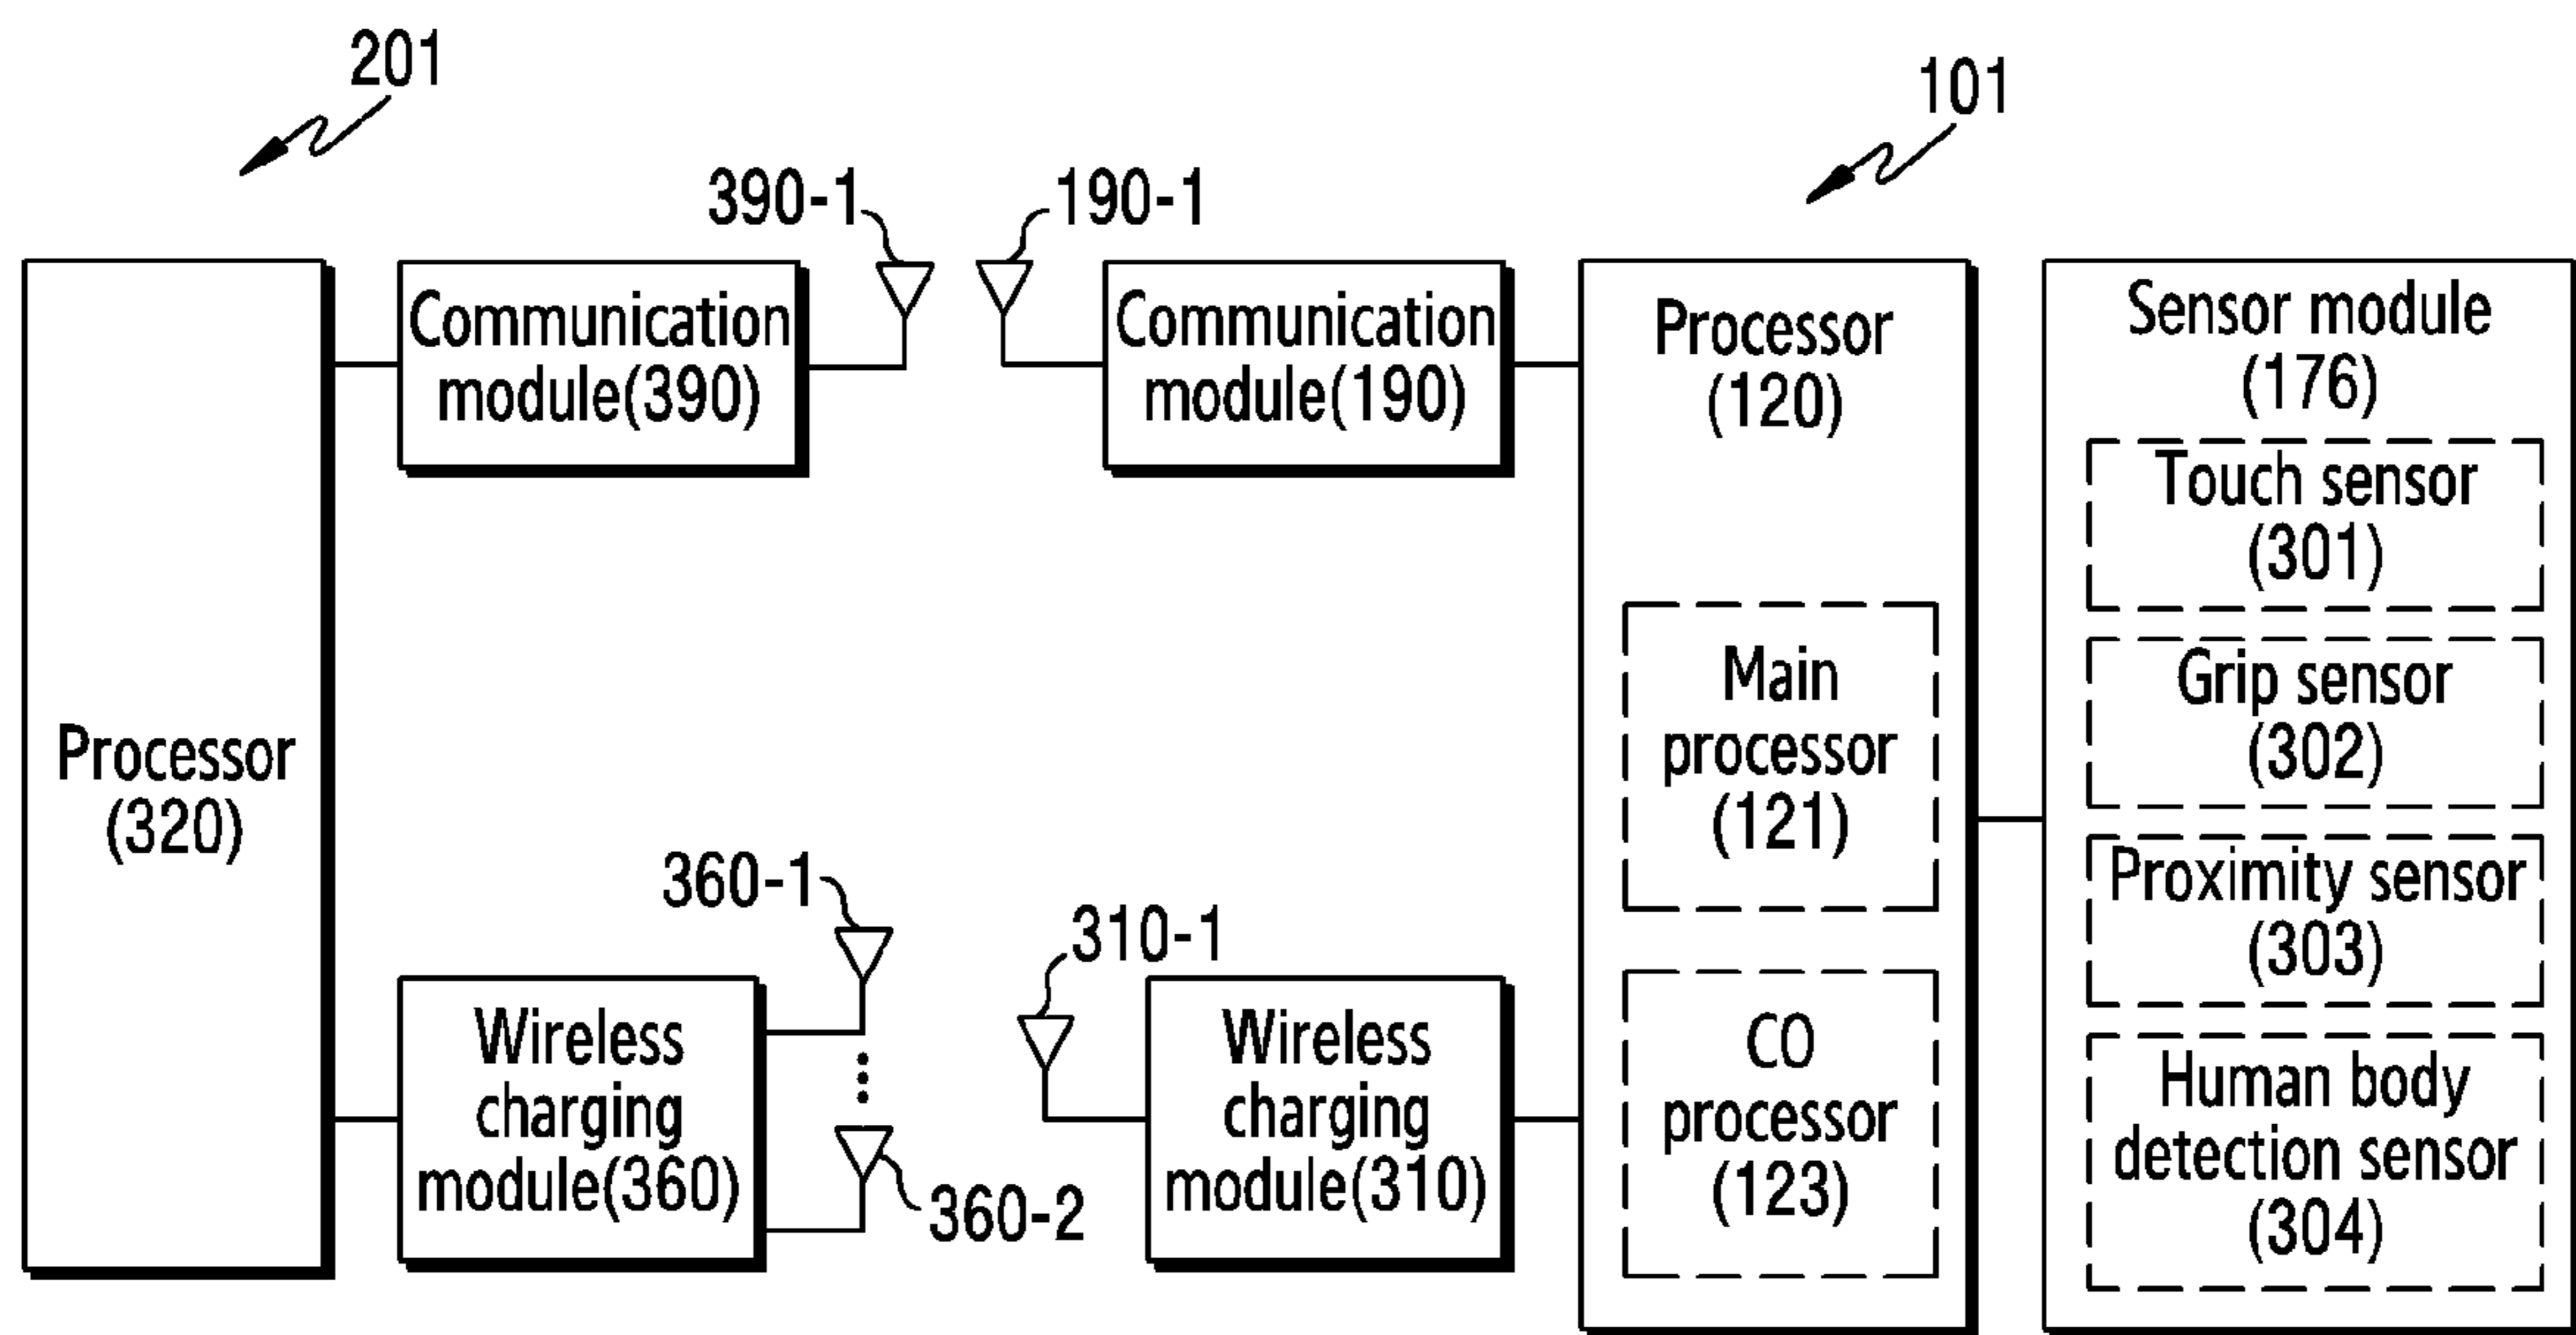 201
101
390-1
190-1
Processor
(320)
Communication
module(390)
Communication
module(190)
360-1
310-1
Wireless
charging
module(360)
360-2
Wireless
charging
module(310)
Processor
(120)
Main
processor
(121)
CO
processor
(123)
Sensor module
(176)
Touch sensor
(301)
Grip sensor
(302)
Proximity sensor
(303)
Human body
detection sensor
(304)